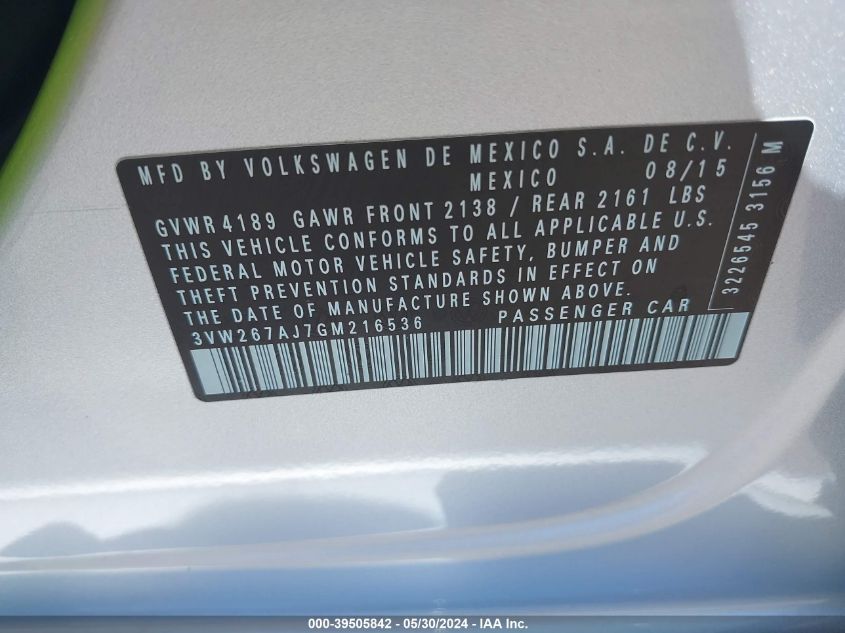 MFD BY VOLKSWAGEN DE MEXICO S.A. DE C.V.
MEXICO 08/15
GVWR 4189 GAWR FRONT 2138 / REAR 2161 LBS
THIS VEHICLE CONFORMS TO ALL APPLICABLE U.S.
FEDERAL MOTOR VEHICLE SAFETY, BUMPER AND
THEFT PREVENTION STANDARDS IN EFFECT ON
THE DATE OF MANUFACTURE SHOWN ABOVE.
3VW267AJ7GM216536 PASSENGER CAR
3226545 3156 M
000-39505842 - 05/30/2024 - IAA Inc.